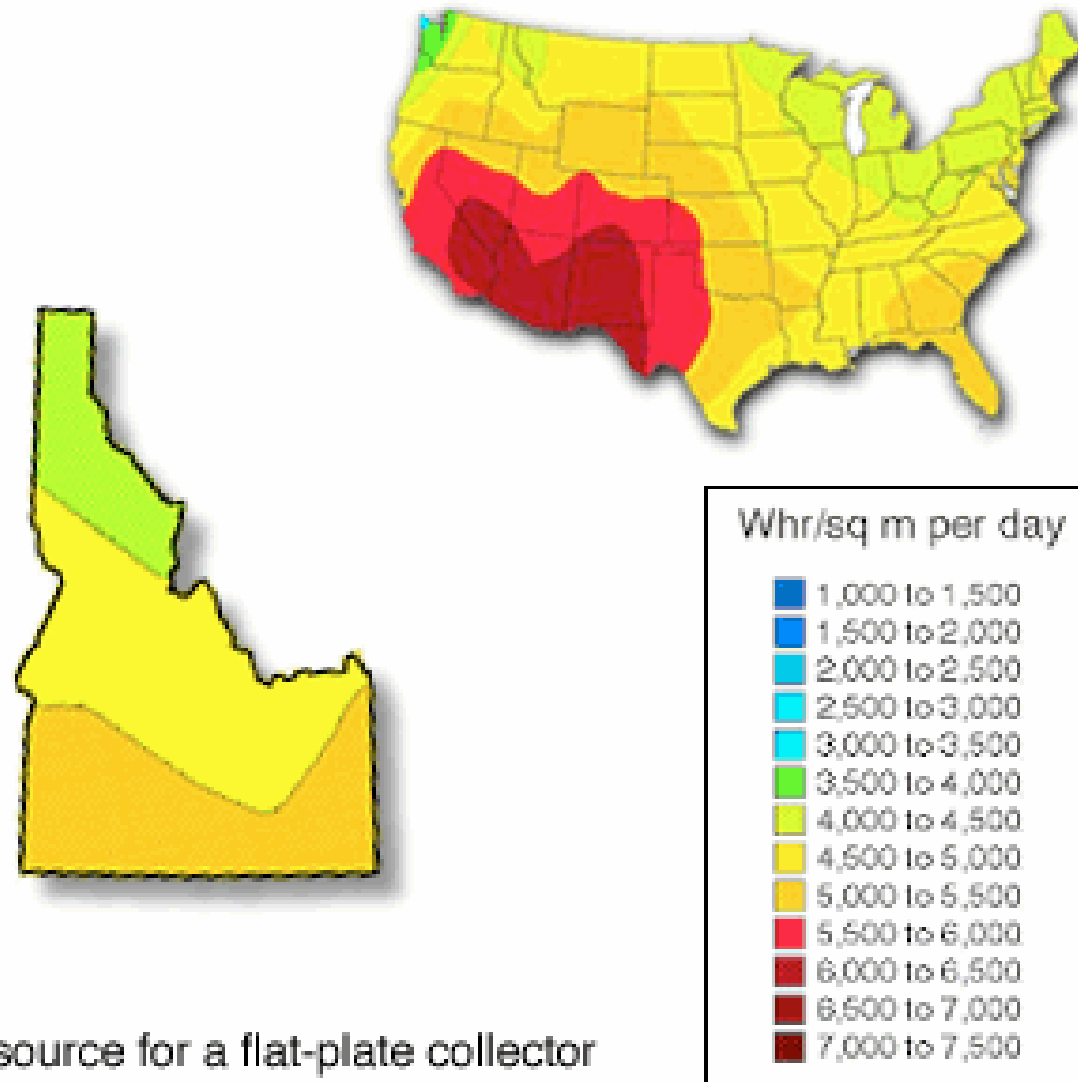 Whr/sq m per day
1,000 to 1,500
1,500 to 2,000
2,000 to 2,500
2,500 to 3,000
3,000 to 3,500
3,500 to 4,000
4,000 to 4,500
4,500 to 5,000
5,000 to 5,500
5,500 to 6,000
6,000 to 6,500
6,500 to 7,000
7,000 to 7,500
source for a flat-plate collector